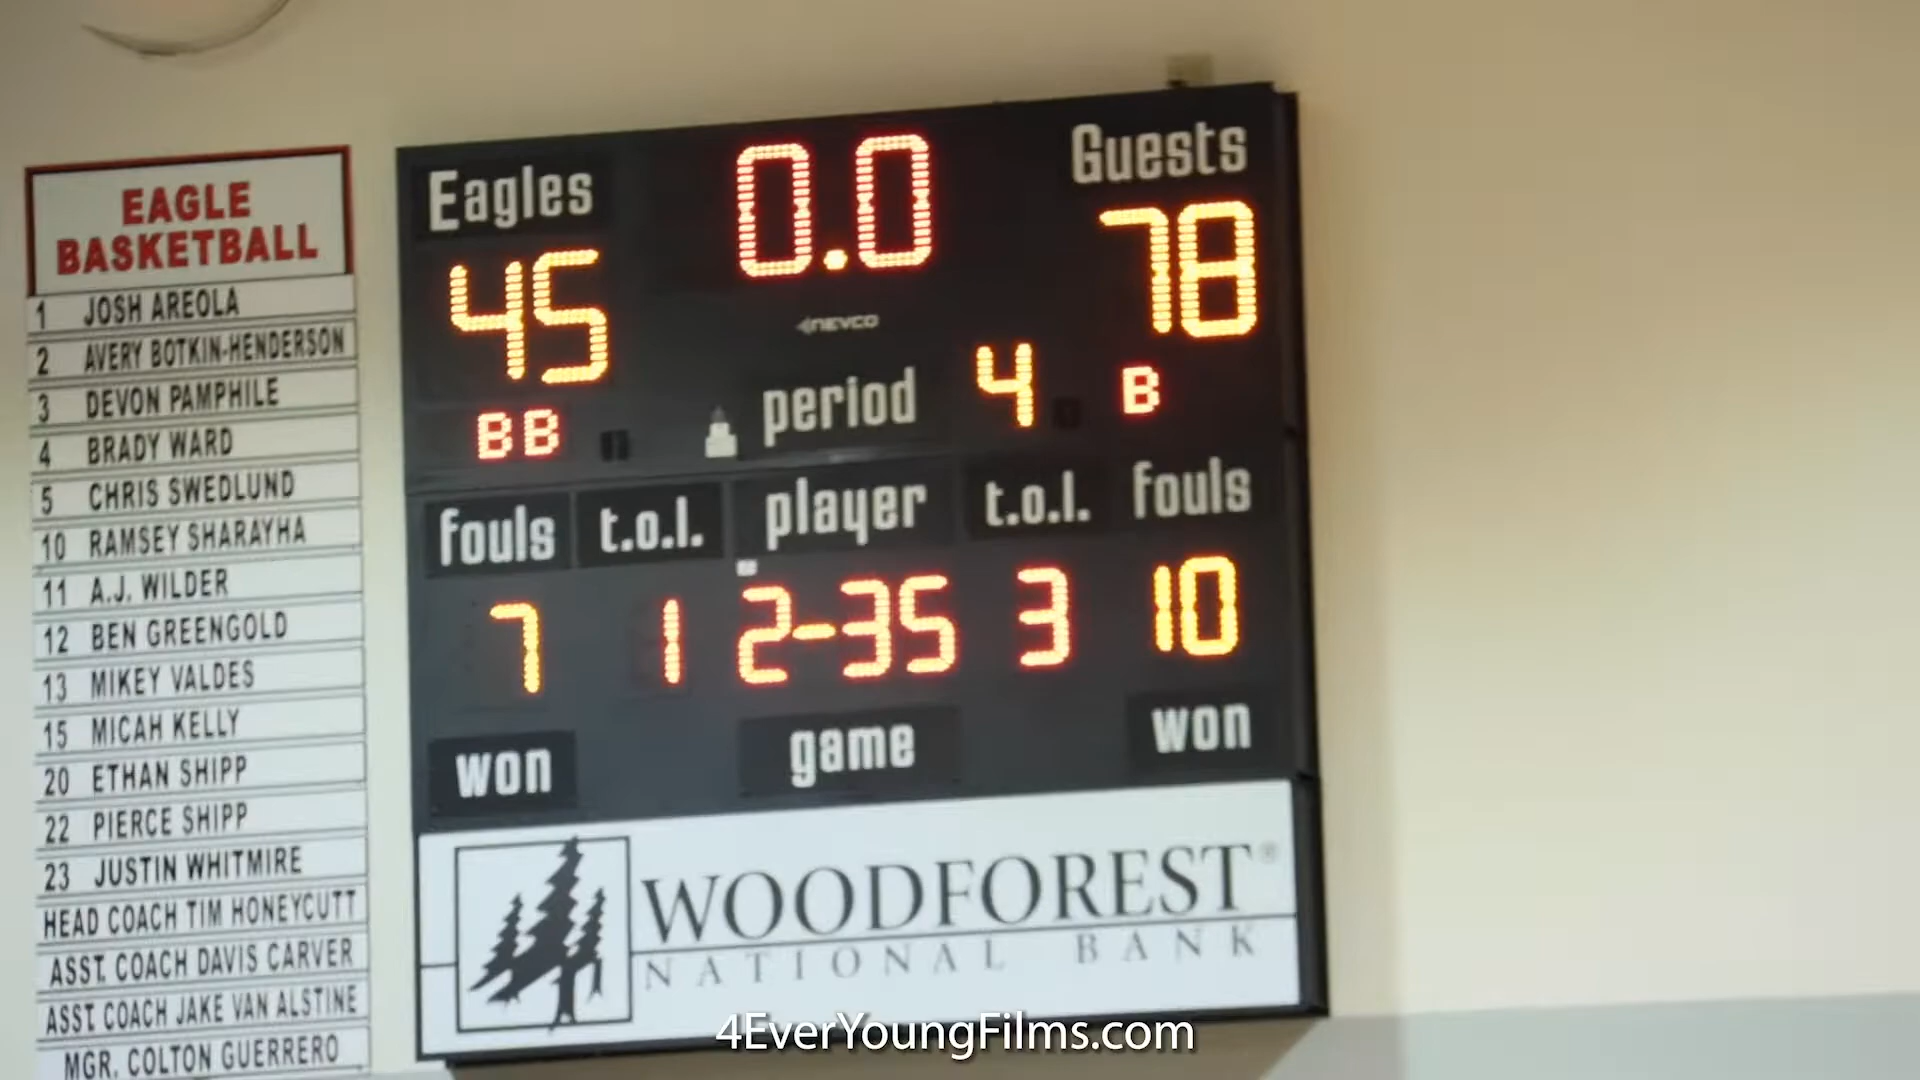 EAGLE
BASKETBALL
1 JOSH AREOLA
2 AVERY BOTKIN-HENDERSON
3 DEVON PAMPHILE
4 BRADY WARD
5 CHRIS SWEDLUND
10 RAMSEY SHARAYHA
11 A.J. WILDER
12 BEN GREENGOLD
13 MIKEY VALDES
15 MICAH KELLY
20 ETHAN SHIPP
22 PIERCE SHIPP
23 JUSTIN WHITMIRE
HEAD COACH TIM HONEYCUTT
ASST. COACH DAVIS CARVER
ASST. COACH JAKE VAN ALSTINE
MGR. COLTON GUERRERO
Eagles 0.0 Guests
45 78
NEVCO
BB period 4 B
fouls t.o.l. player t.o.l. fouls
7 1 2-35 3 10
won game won
WOODFOREST®
NATIONAL BANK
4EverYoungFilms.com